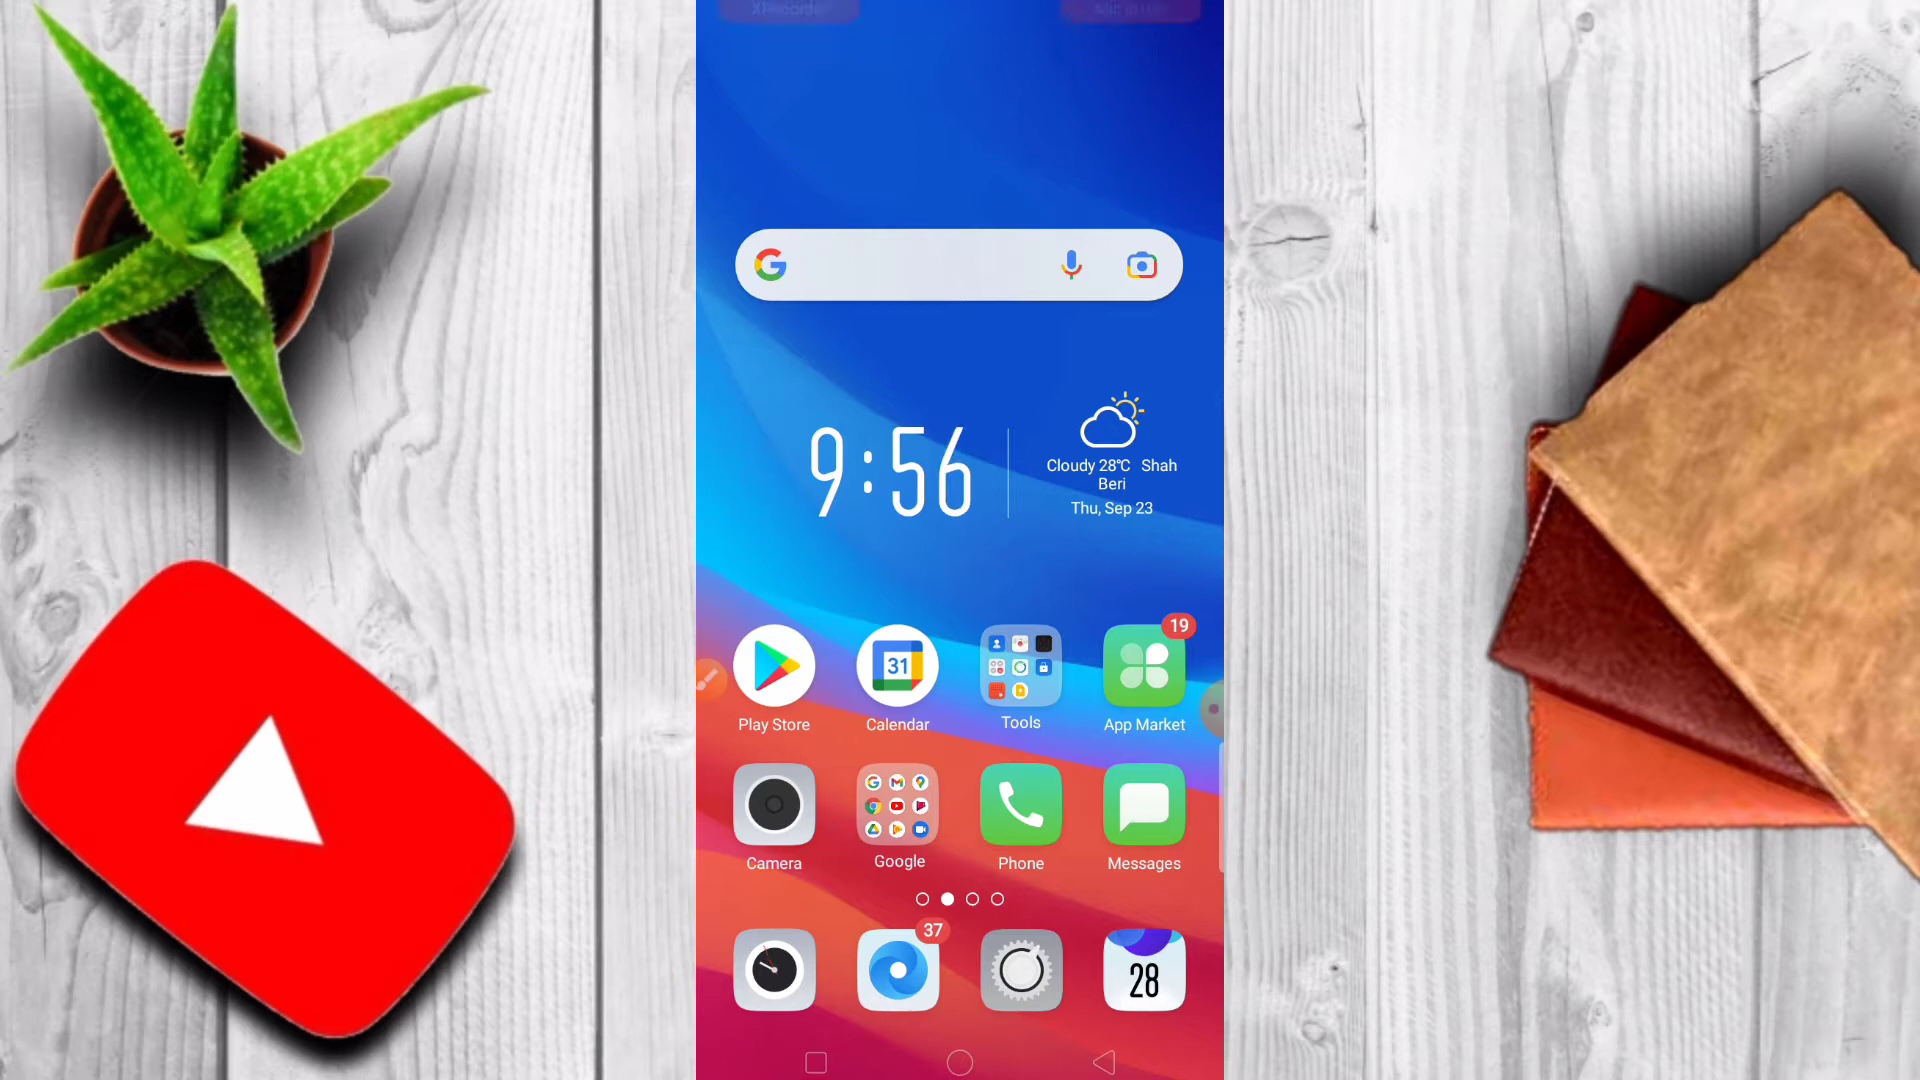 9:56
Cloudy 28℃ Shah
Beri
Thu, Sep 23
19
31
Play Store
Calendar
Tools
App Market
Camera
Google
Phone
Messages
37
28